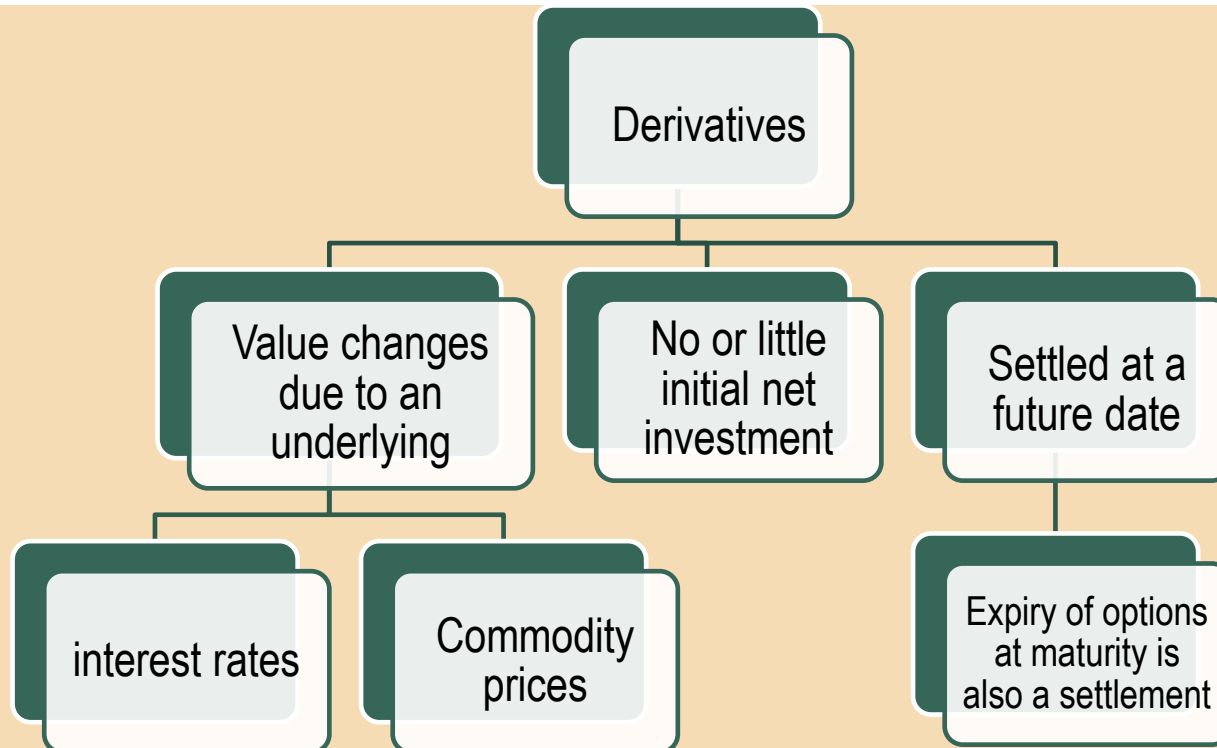 Derivatives
Value changes
due to an
underlying
No or little
initial net
investment
Settled at a
future date
interest rates
Commodity
prices
Expiry of options
at maturity is
also a settlement